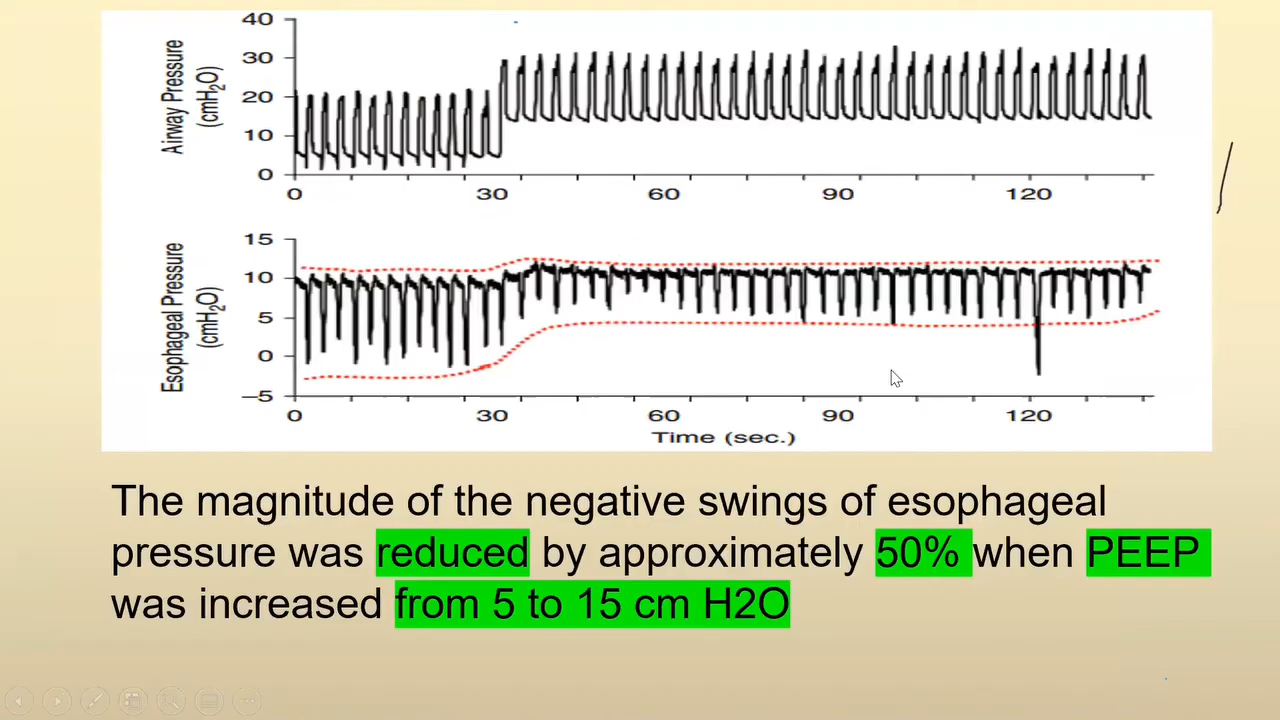 40
30
20
10
0
Airway Pressure
(cmH2O)
0 30 60 90 120
15
10
5
0
−5
Esophageal Pressure
(cmH2O)
0 30 60 90 120
Time (sec.)
The magnitude of the negative swings of esophageal
pressure was reduced by approximately 50% when PEEP
was increased from 5 to 15 cm H2O